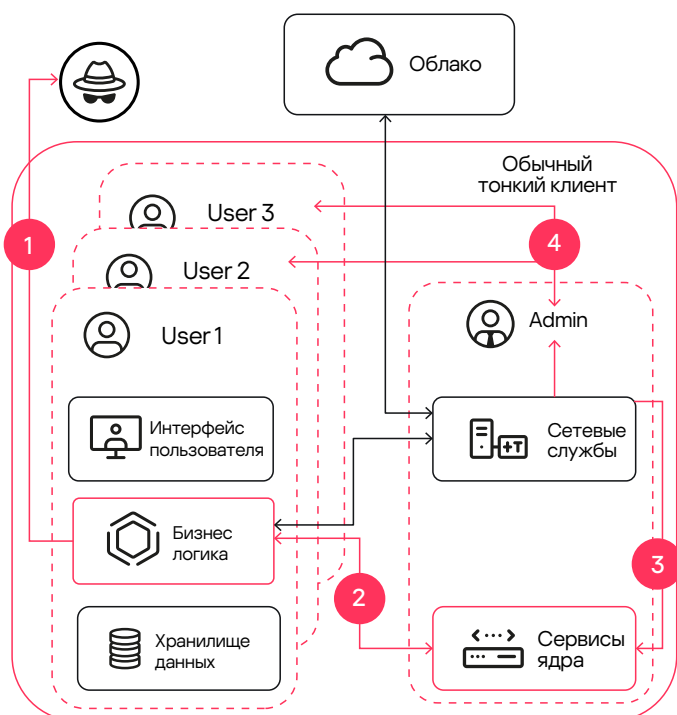 Облако
Обычный
тонкий клиент
1
User 3
4
User 2
User 1
Admin
Интерфейс
пользователя
Сетевые
службы
+T
Бизнес
логика
3
2
Хранилище
данных
Сервисы
ядра